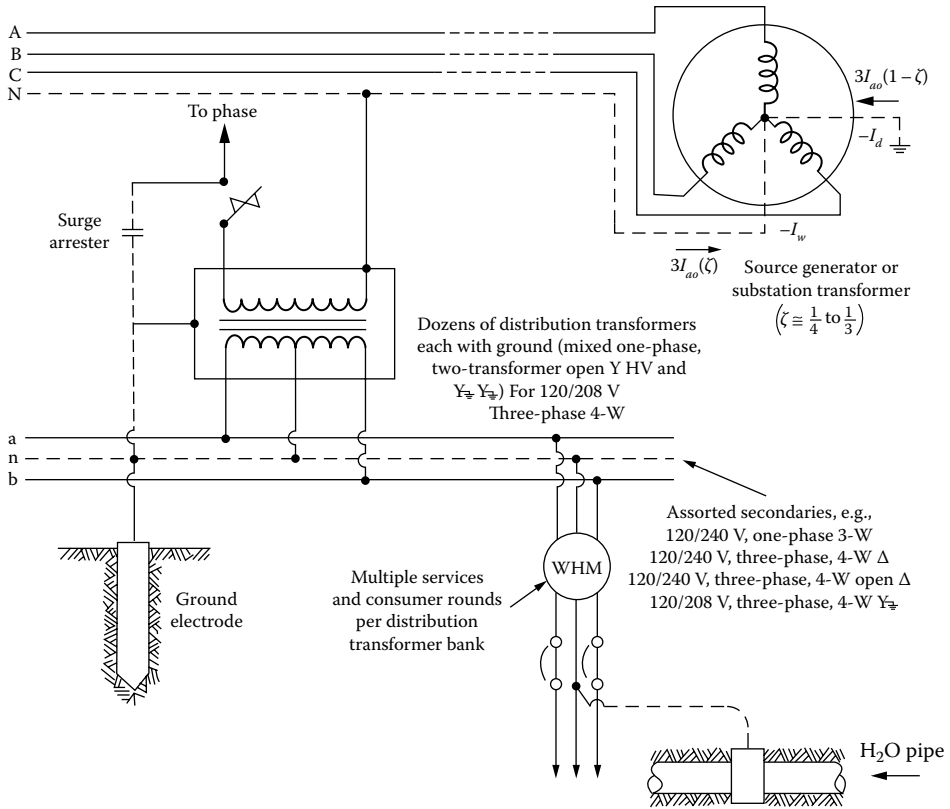 A
B
C
N
To phase
Surge
arrester
3I_ao(1 − ζ)
−I_d
−I_w
3I_ao(ζ)
Source generator or
substation transformer
(ζ ≅ 1/4 to 1/3)
Dozens of distribution transformers
each with ground (mixed one-phase,
two-transformer open Y HV and
Y⏚ Y⏚) For 120/208 V
Three-phase 4-W
a
n
b
Assorted secondaries, e.g.,
120/240 V, one-phase 3-W
120/240 V, three-phase, 4-W Δ
120/240 V, three-phase, 4-W open Δ
120/208 V, three-phase, 4-W Y⏚
WHM
Multiple services
and consumer rounds
per distribution
transformer bank
Ground
electrode
H₂O pipe